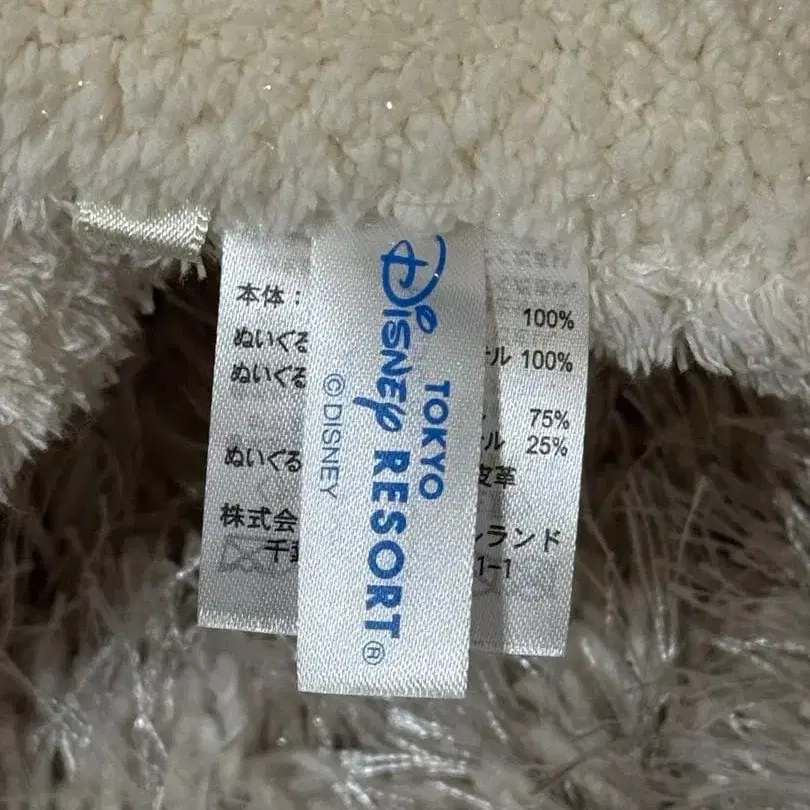 TOKYO
DISNEY RESORT®
©DISNEY
本体: 100%
ぬいぐる ル 100%
ぬいぐる
75%
ル 25%
ぬいぐる 皮革
株式会 ランド
千 1-1